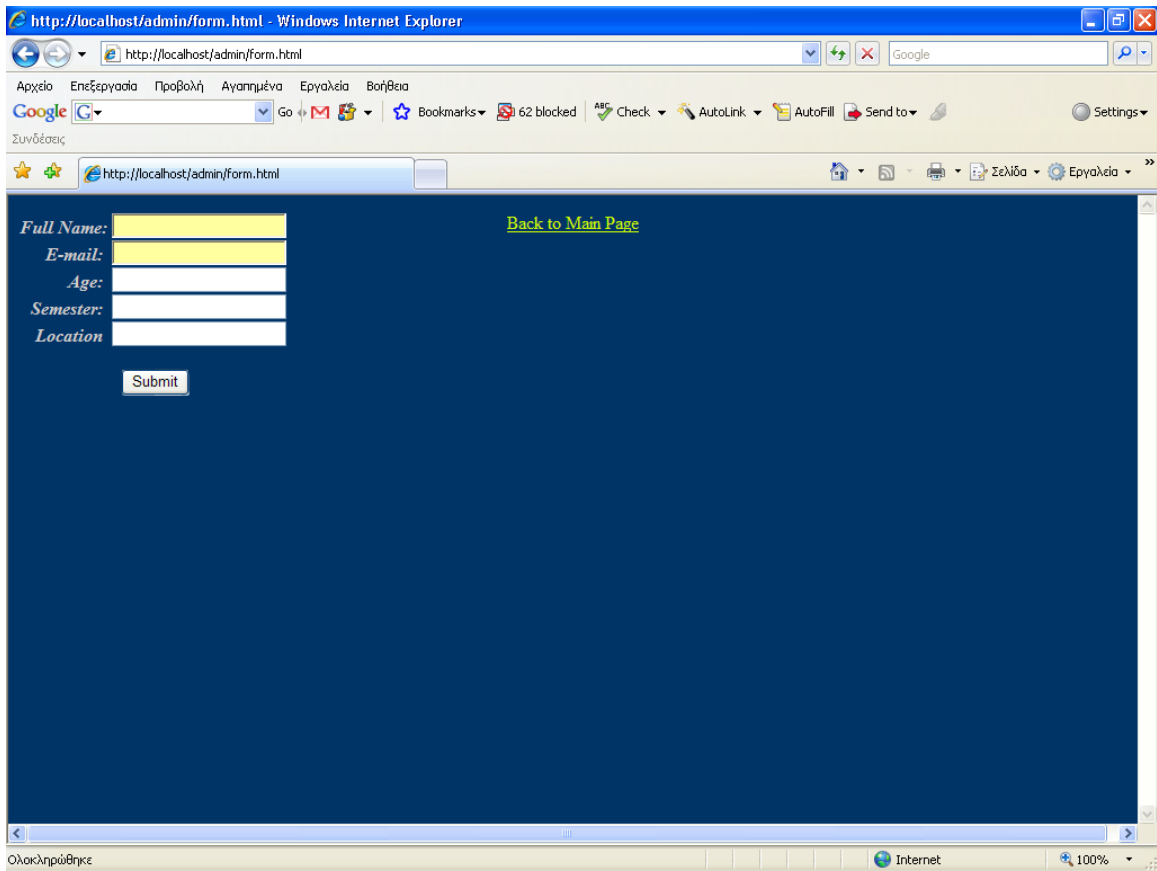 http://localhost/admin/form.html - Windows Internet Explorer
http://localhost/admin/form.html Google
Αρχείο Επεξεργασία Προβολή Αγαπημένα Εργαλεία Βοήθεια
Google G Go Bookmarks 62 blocked ABC Check AutoLink AutoFill Send to Settings
Συνδέσεις
http://localhost/admin/form.html Σελίδα Εργαλεία »
Full Name: Back to Main Page
E-mail:
Age:
Semester:
Location
Submit
Ολοκληρώθηκε Internet 100%